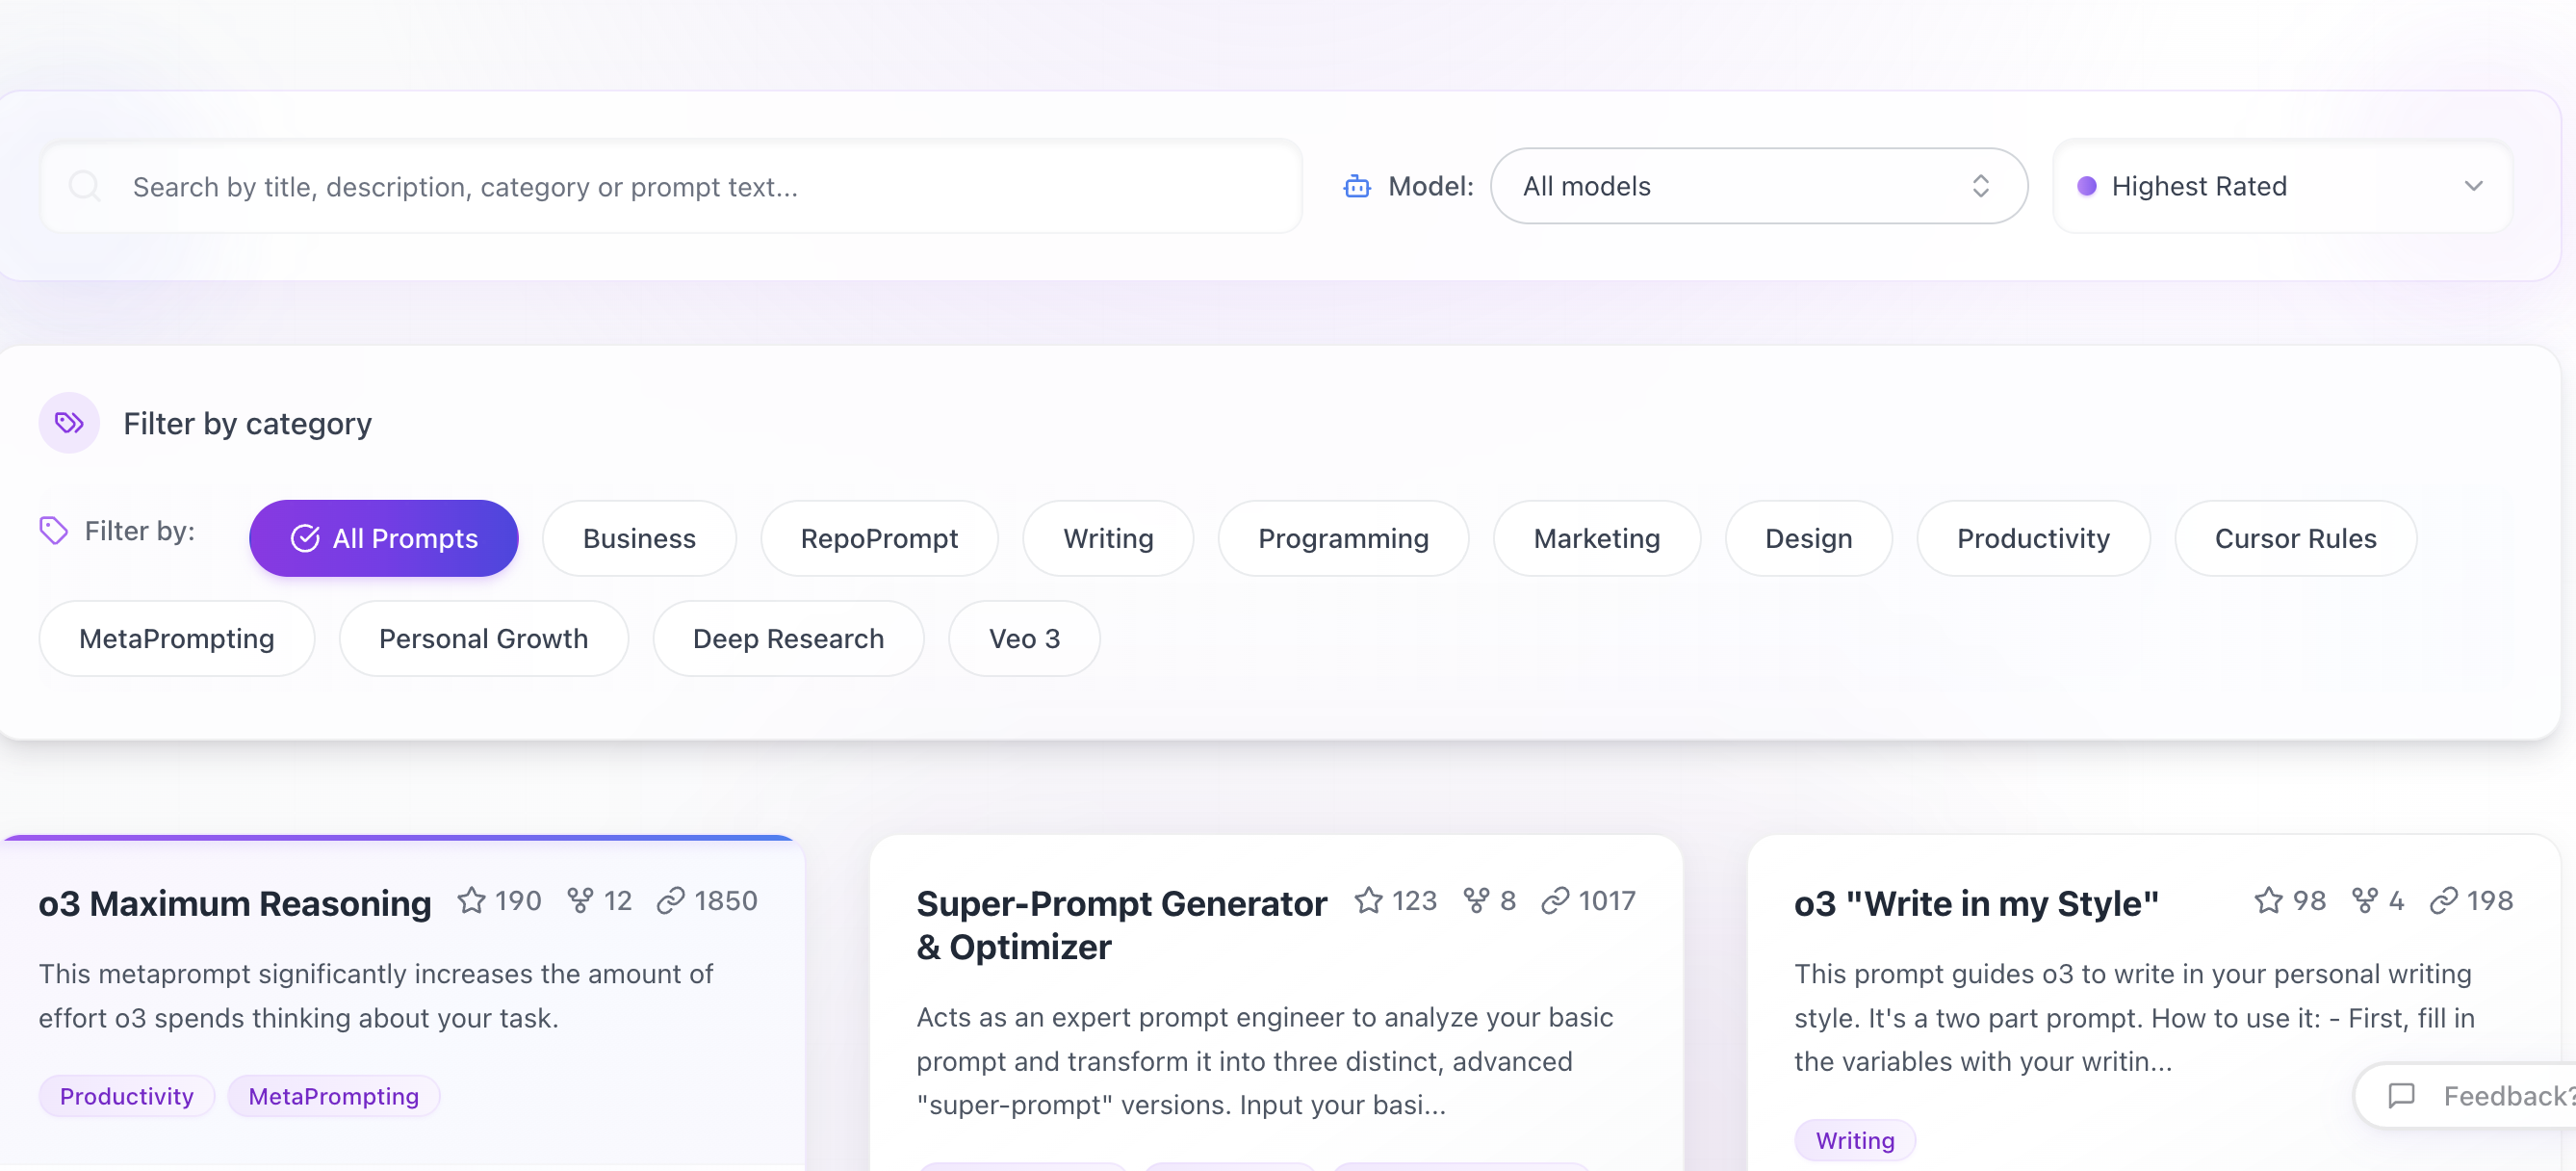 Search by title, description, category or prompt text...
Model:
All models
Highest Rated
Filter by category
Filter by:
All Prompts
Business
RepoPrompt
Writing
Programming
Marketing
Design
Productivity
Cursor Rules
MetaPrompting
Personal Growth
Deep Research
Veo 3
o3 Maximum Reasoning
190
12
1850
This metaprompt significantly increases the amount of
effort o3 spends thinking about your task.
Productivity
MetaPrompting
Super-Prompt Generator
& Optimizer
123
8
1017
Acts as an expert prompt engineer to analyze your basic
prompt and transform it into three distinct, advanced
"super-prompt" versions. Input your basi...
o3 "Write in my Style"
98
4
198
This prompt guides o3 to write in your personal writing
style. It's a two part prompt. How to use it: - First, fill in
the variables with your writin...
Writing
Feedback?